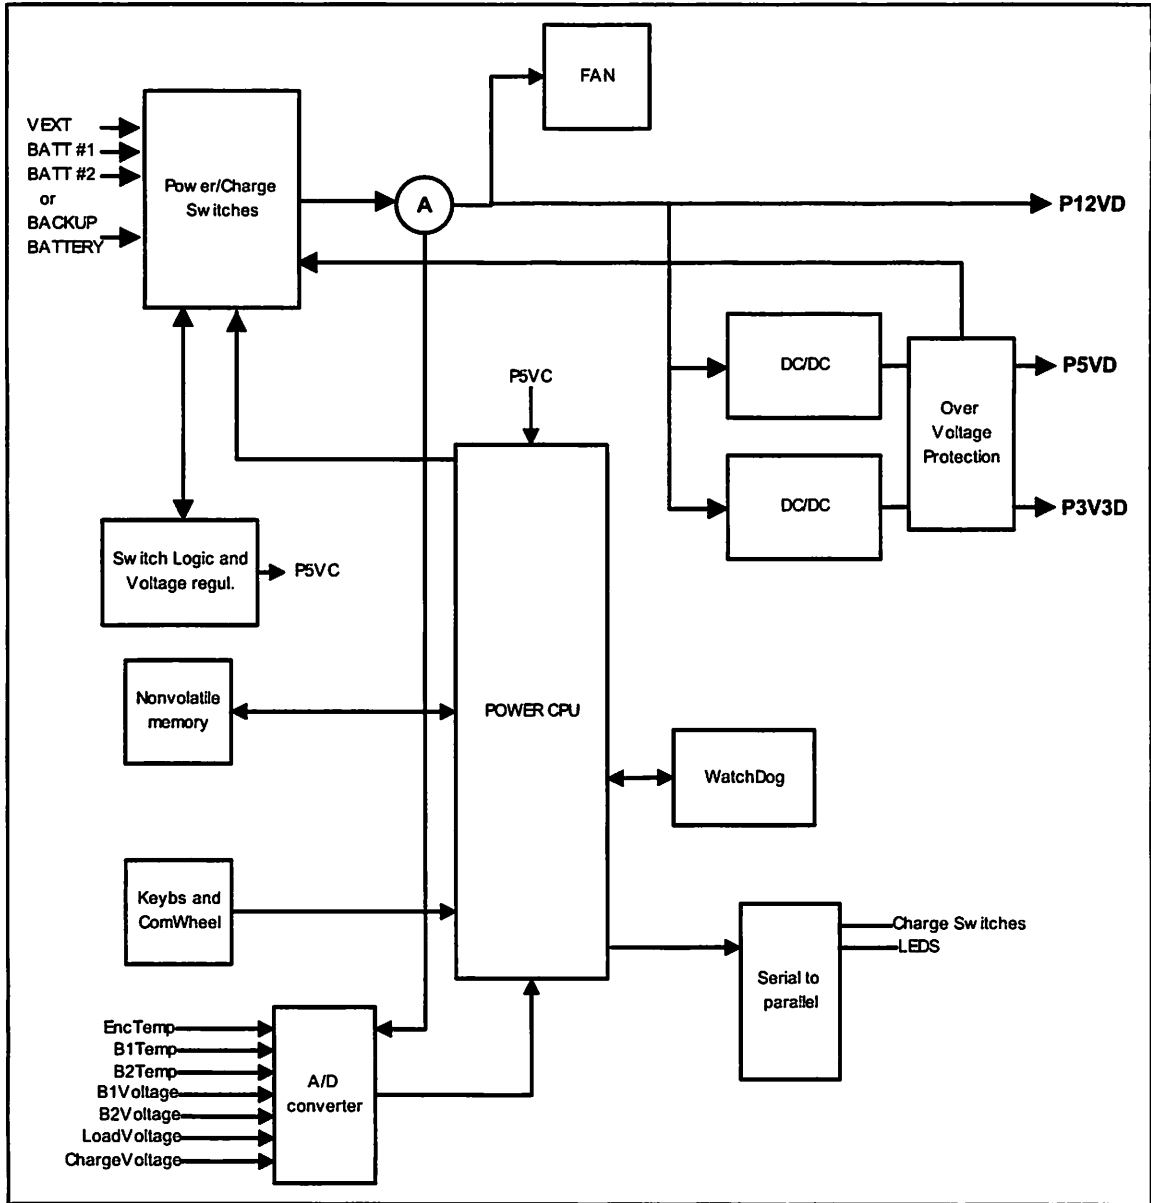 FAN
VEXT
BATT #1
BATT #2
or
BACKUP
BATTERY
Power/Charge
Switches
A
P12VD
DC/DC
P5VD
P5VC
Over
Voltage
Protection
DC/DC
P3V3D
Switch Logic and
Voltage regul.
P5VC
Nonvolatile
memory
POWER CPU
WatchDog
Keybs and
ComWheel
Charge Switches
LEDS
Serial to
parallel
EncTemp
B1Temp
B2Temp
B1Voltage
B2Voltage
LoadVoltage
ChargeVoltage
A/D
converter